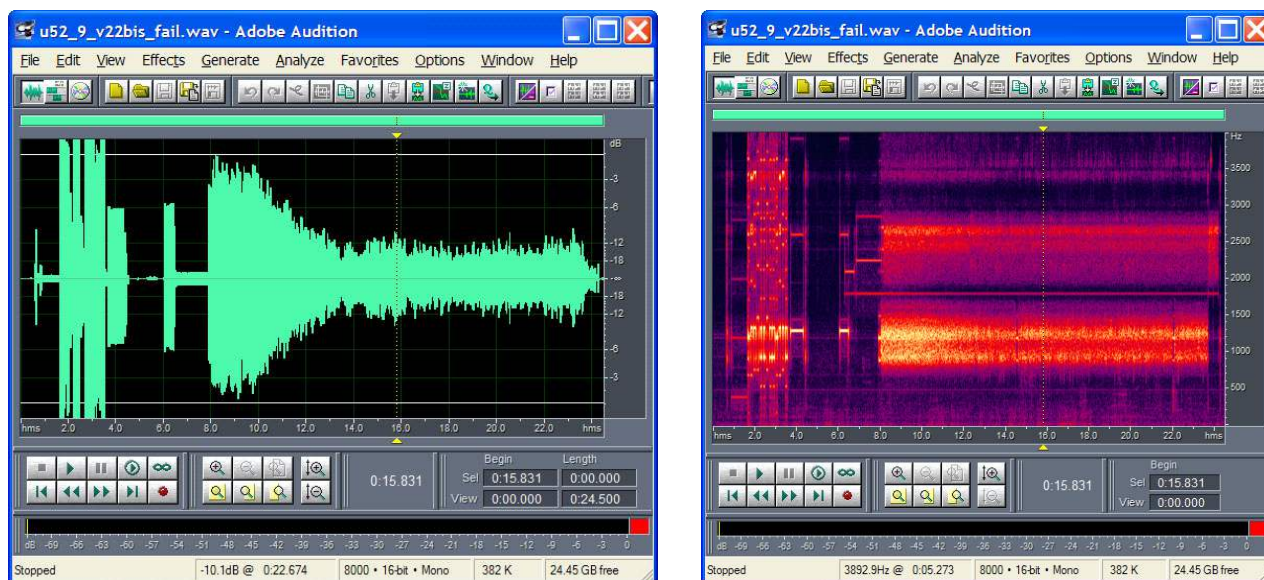 u52_9_v22bis_fail.wav - Adobe Audition
File Edit View Effects Generate Analyze Favorites Options Window Help
dB
-3
-6
-12
-18
-∞
-18
-12
-6
-3
hms 2.0 4.0 6.0 8.0 10.0 12.0 14.0 16.0 18.0 20.0 22.0 hms
Begin Length
0:15.831
Sel 0:15.831 0:00.000
View 0:00.000 0:24.500
dB -69 -66 -63 -60 -57 -54 -51 -48 -45 -42 -39 -36 -33 -30 -27 -24 -21 -18 -15 -12 -9 -6 -3 0
Stopped -10.1dB @ 0:22.674 8000 • 16-bit • Mono 382 K 24.45 GB free
u52_9_v22bis_fail.wav - Adobe Audition
File Edit View Effects Generate Analyze Favorites Options Window Help
Hz
3500
3000
2500
2000
1500
1000
500
hms 2.0 4.0 6.0 8.0 10.0 12.0 14.0 16.0 18.0 20.0 22.0 hms
Begin
0:15.831
Sel 0:15.831
View 0:00.000
dB -69 -66 -63 -60 -57 -54 -51 -48 -45 -42 -39 -36 -33 -30 -27 -24 -21 -18 -15 -12 -9 -6 -3 0
Stopped 3892.9Hz @ 0:05.273 8000 • 16-bit • Mono 382 K 24.45 GB free